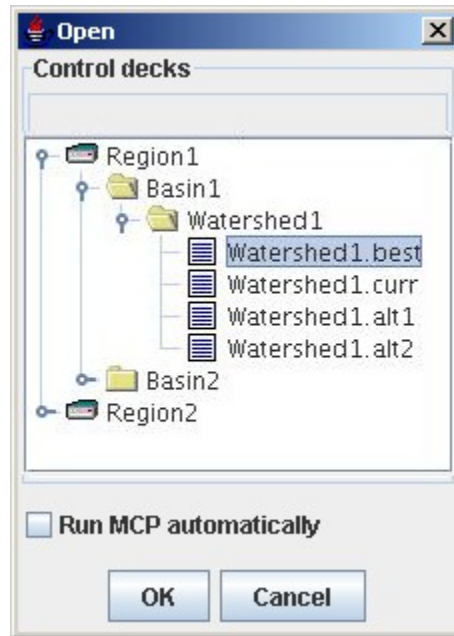 Open
Control decks
Region1
Basin1
Watershed1
Watershed1.best
Watershed1.curr
Watershed1.alt1
Watershed1.alt2
Basin2
Region2
Run MCP automatically
OK Cancel